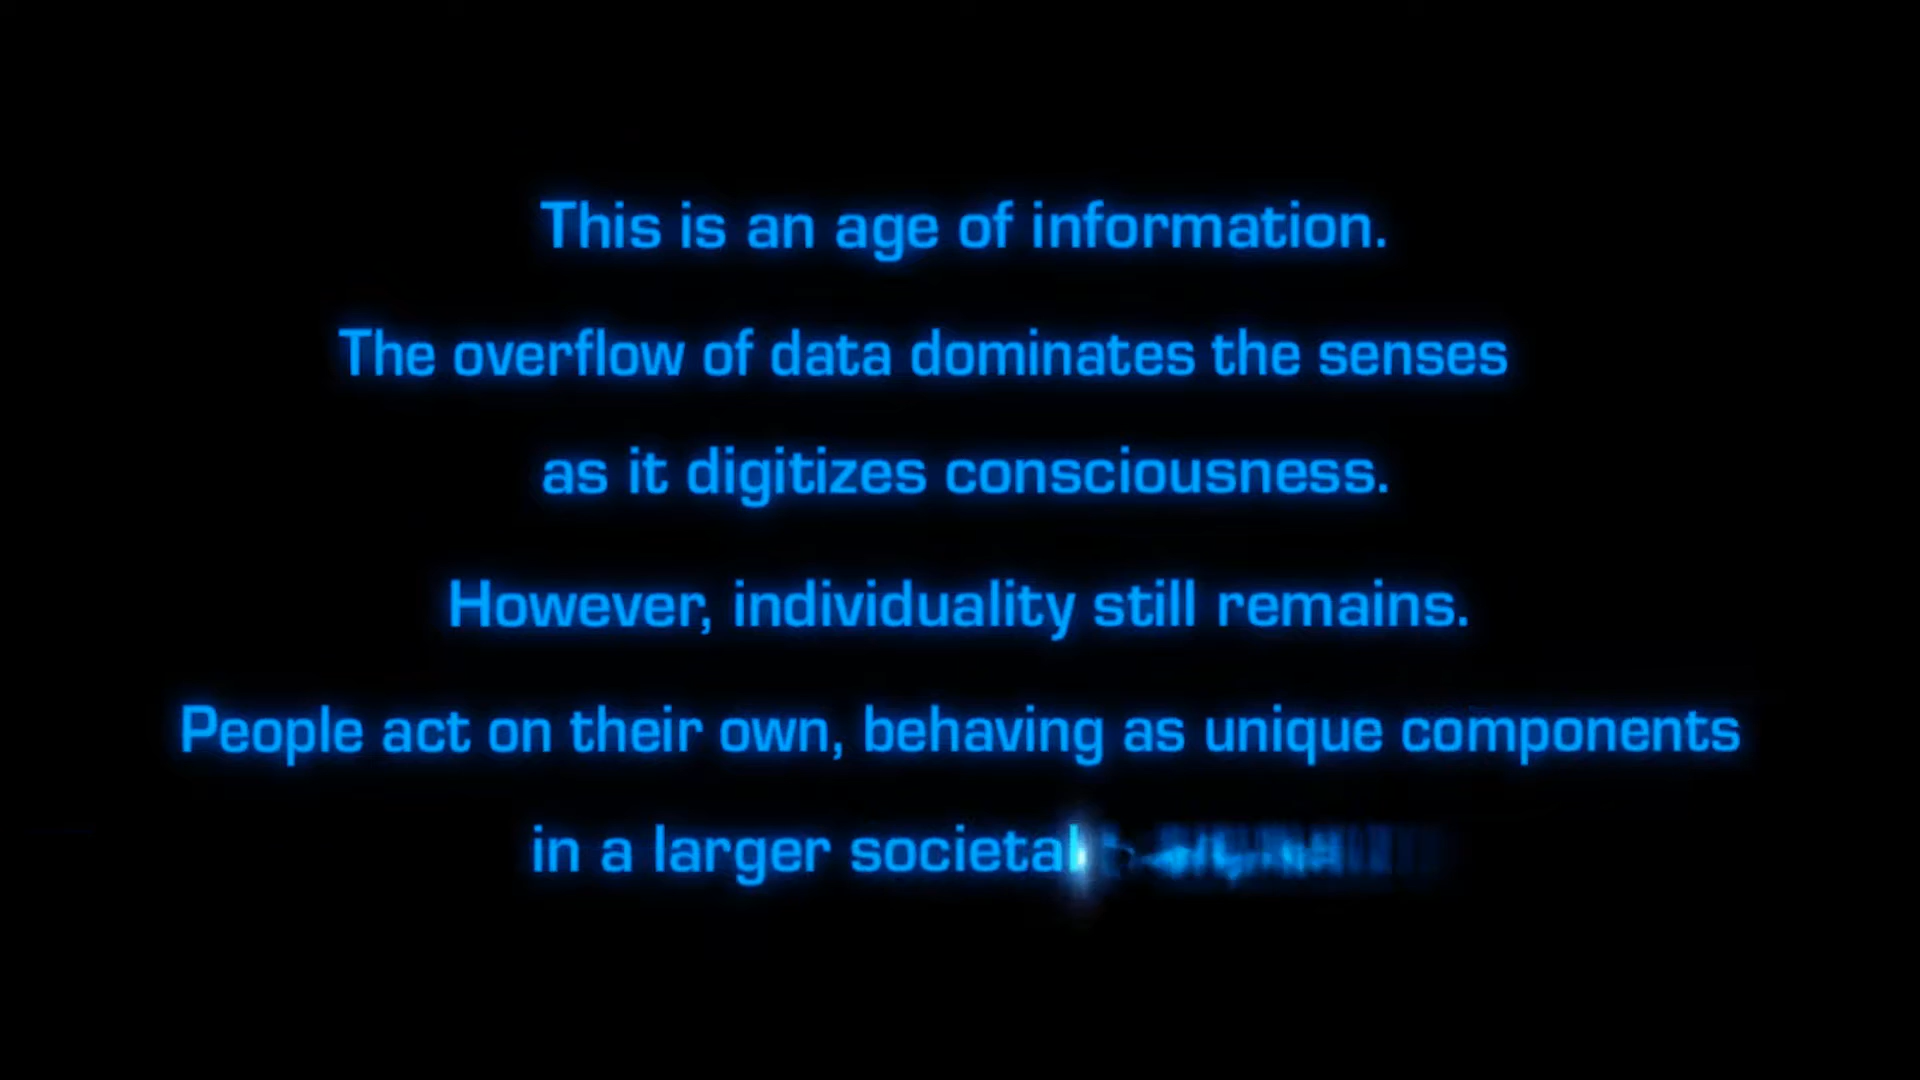 This is an age of information.
The overflow of data dominates the senses
as it digitizes consciousness.
However, individuality still remains.
People act on their own, behaving as unique components
in a larger societal